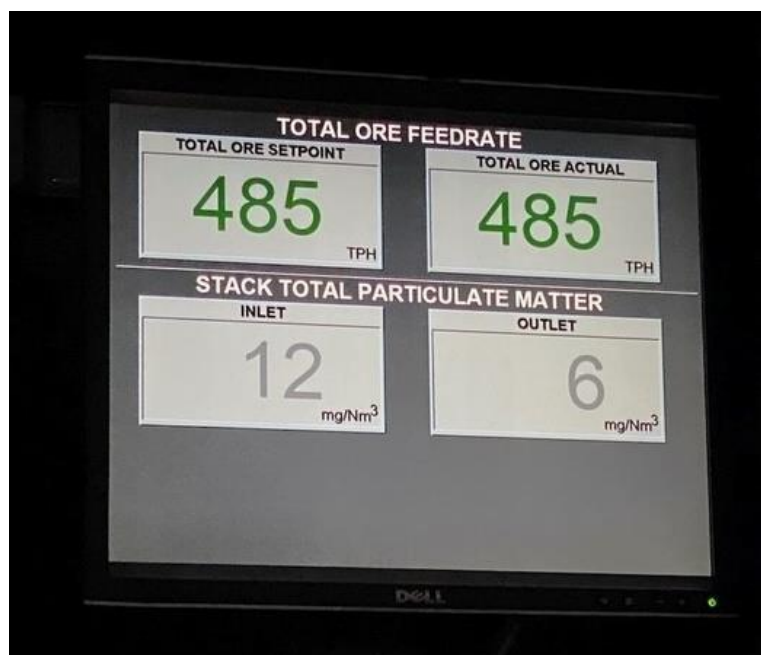 TOTAL ORE FEEDRATE
TOTAL ORE SETPOINT
485
TPH
TOTAL ORE ACTUAL
485
TPH
STACK TOTAL PARTICULATE MATTER
INLET
12
mg/Nm³
OUTLET
6
mg/Nm³
DELL